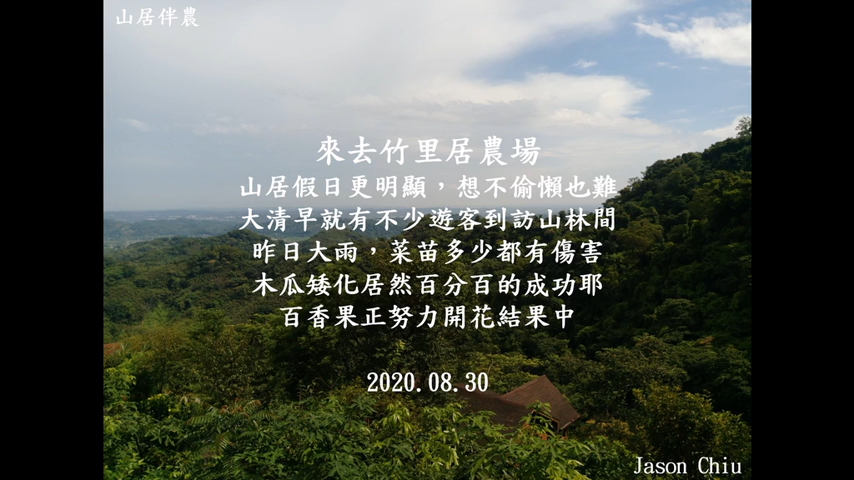 山居伴農
來去竹里居農場
山居假日更明顯，想不偷懶也難
大清早就有不少遊客到訪山林間
昨日大雨，菜苗多少都有傷害
木瓜矮化居然百分百的成功耶
百香果正努力開花結果中
2020.08.30
Jason Chiu